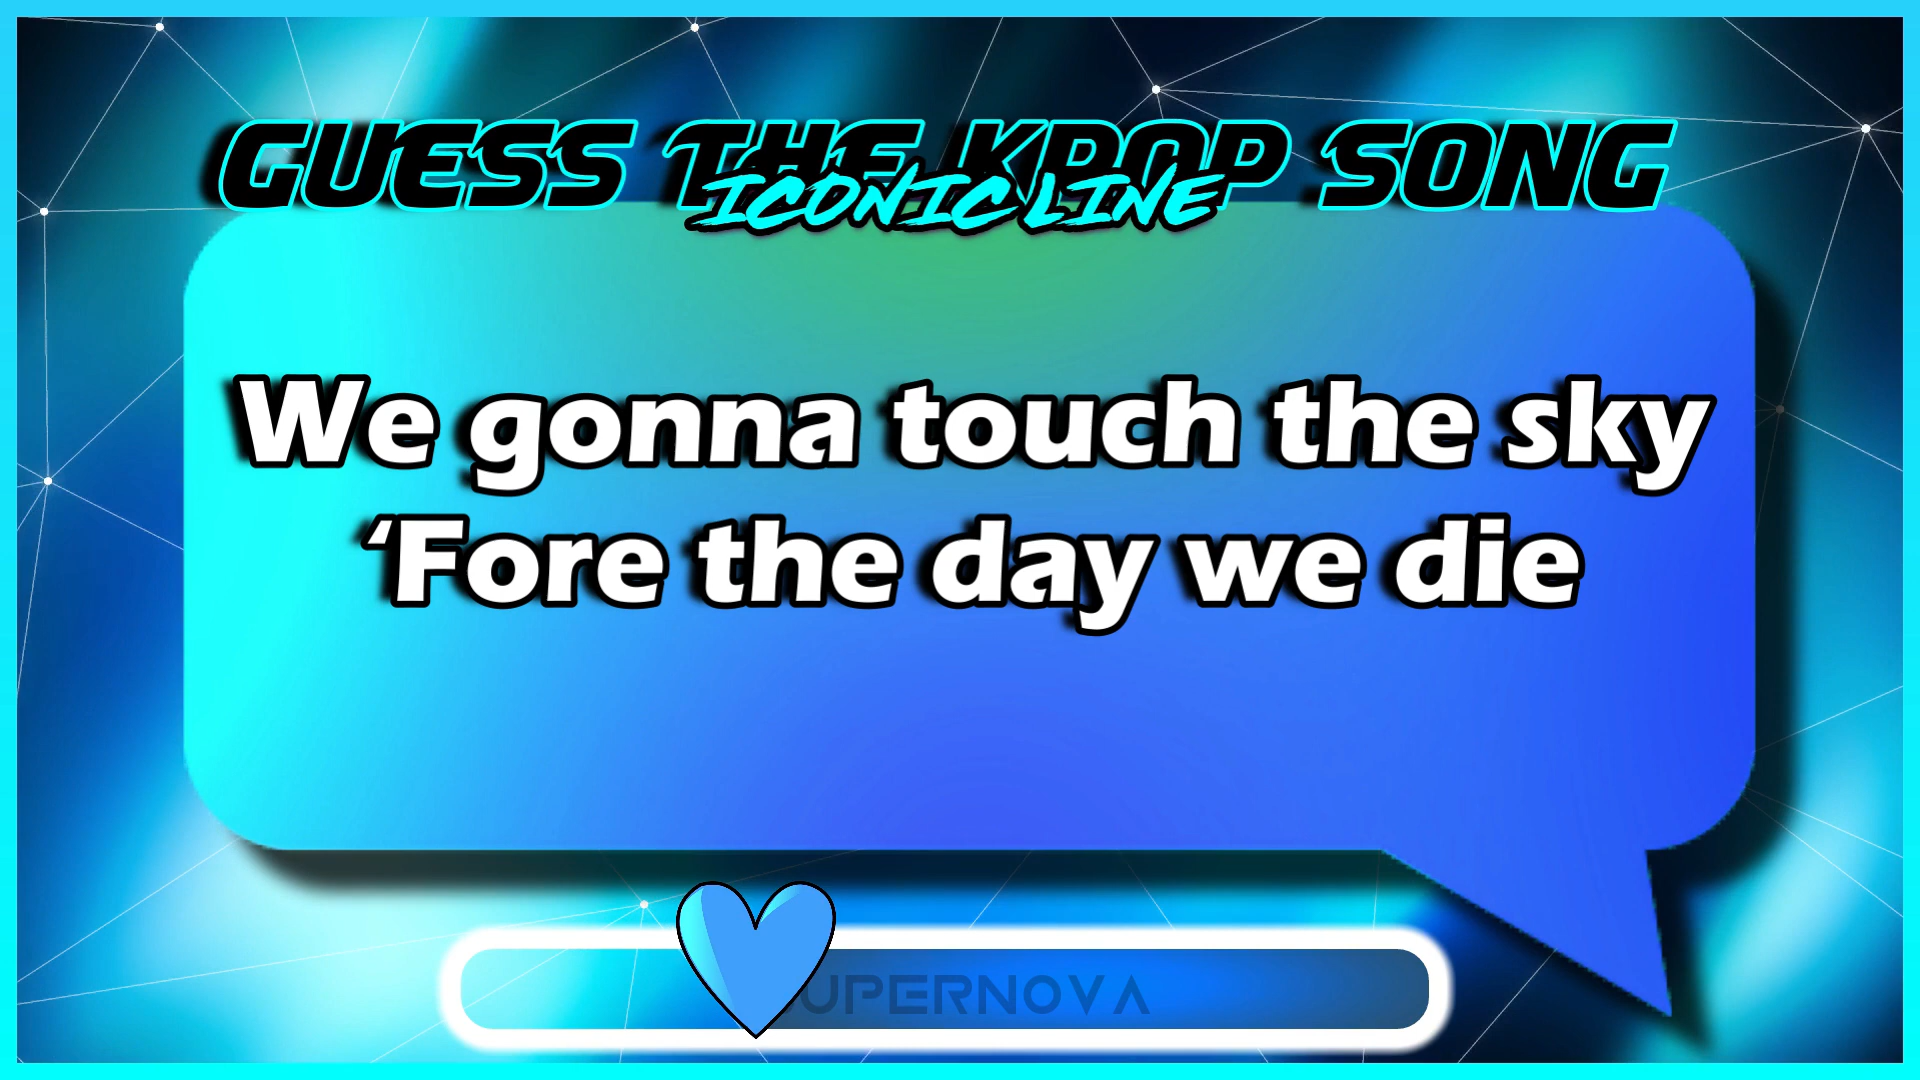 GUESS THE KPOP SONG
ICONIC LINE
We gonna touch the sky
‘Fore the day we die
UPERNOVA